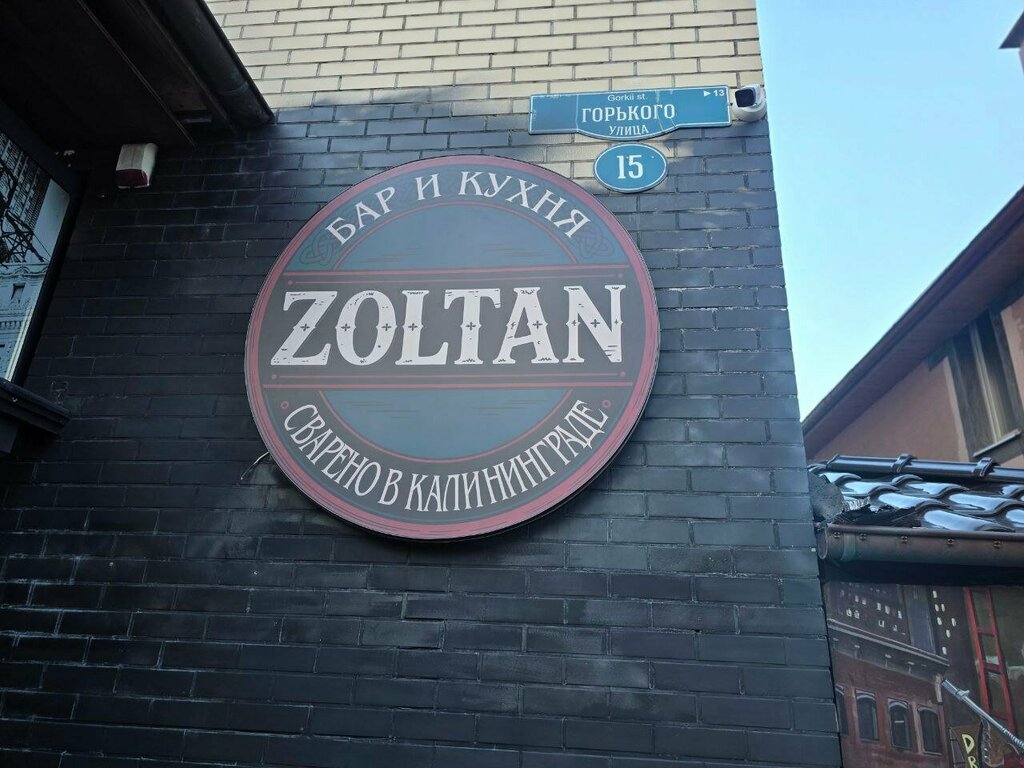 Gorkii st.
►13
ГОРЬКОГО
УЛИЦА
15
БАР И КУХНЯ
ZOLTAN
СВАРЕНО В КАЛИНИНГРАДЕ